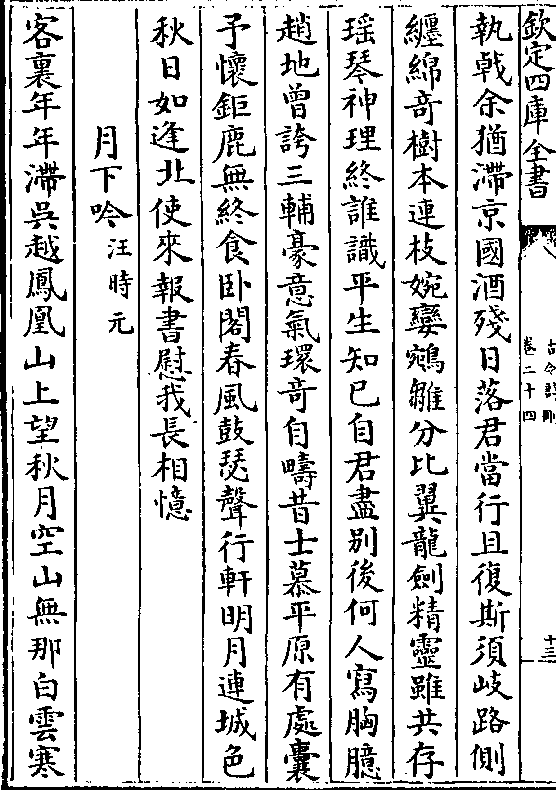 欽定四庫全書
古今詩刪
卷二十四
十三
執戟余猶滯京國酒殘日落君當行且復斯須岐路側
纏綿奇樹本連枝婉孌鵷雛分比翼龍劍精靈雖共存
瑶琴神理終誰識平生知已自君盡别後何人寫胸臆
趙地曾誇三輔豪意氣環奇自疇昔士慕平原有處囊
予懷鉅鹿無終食卧閣春風鼓瑟聲行軒明月連城色
秋日如逢北使來報書慰我長相憶
月下吟 汪時元
客裏年年滯吳越鳳凰山上望秋月空山無那白雲寒